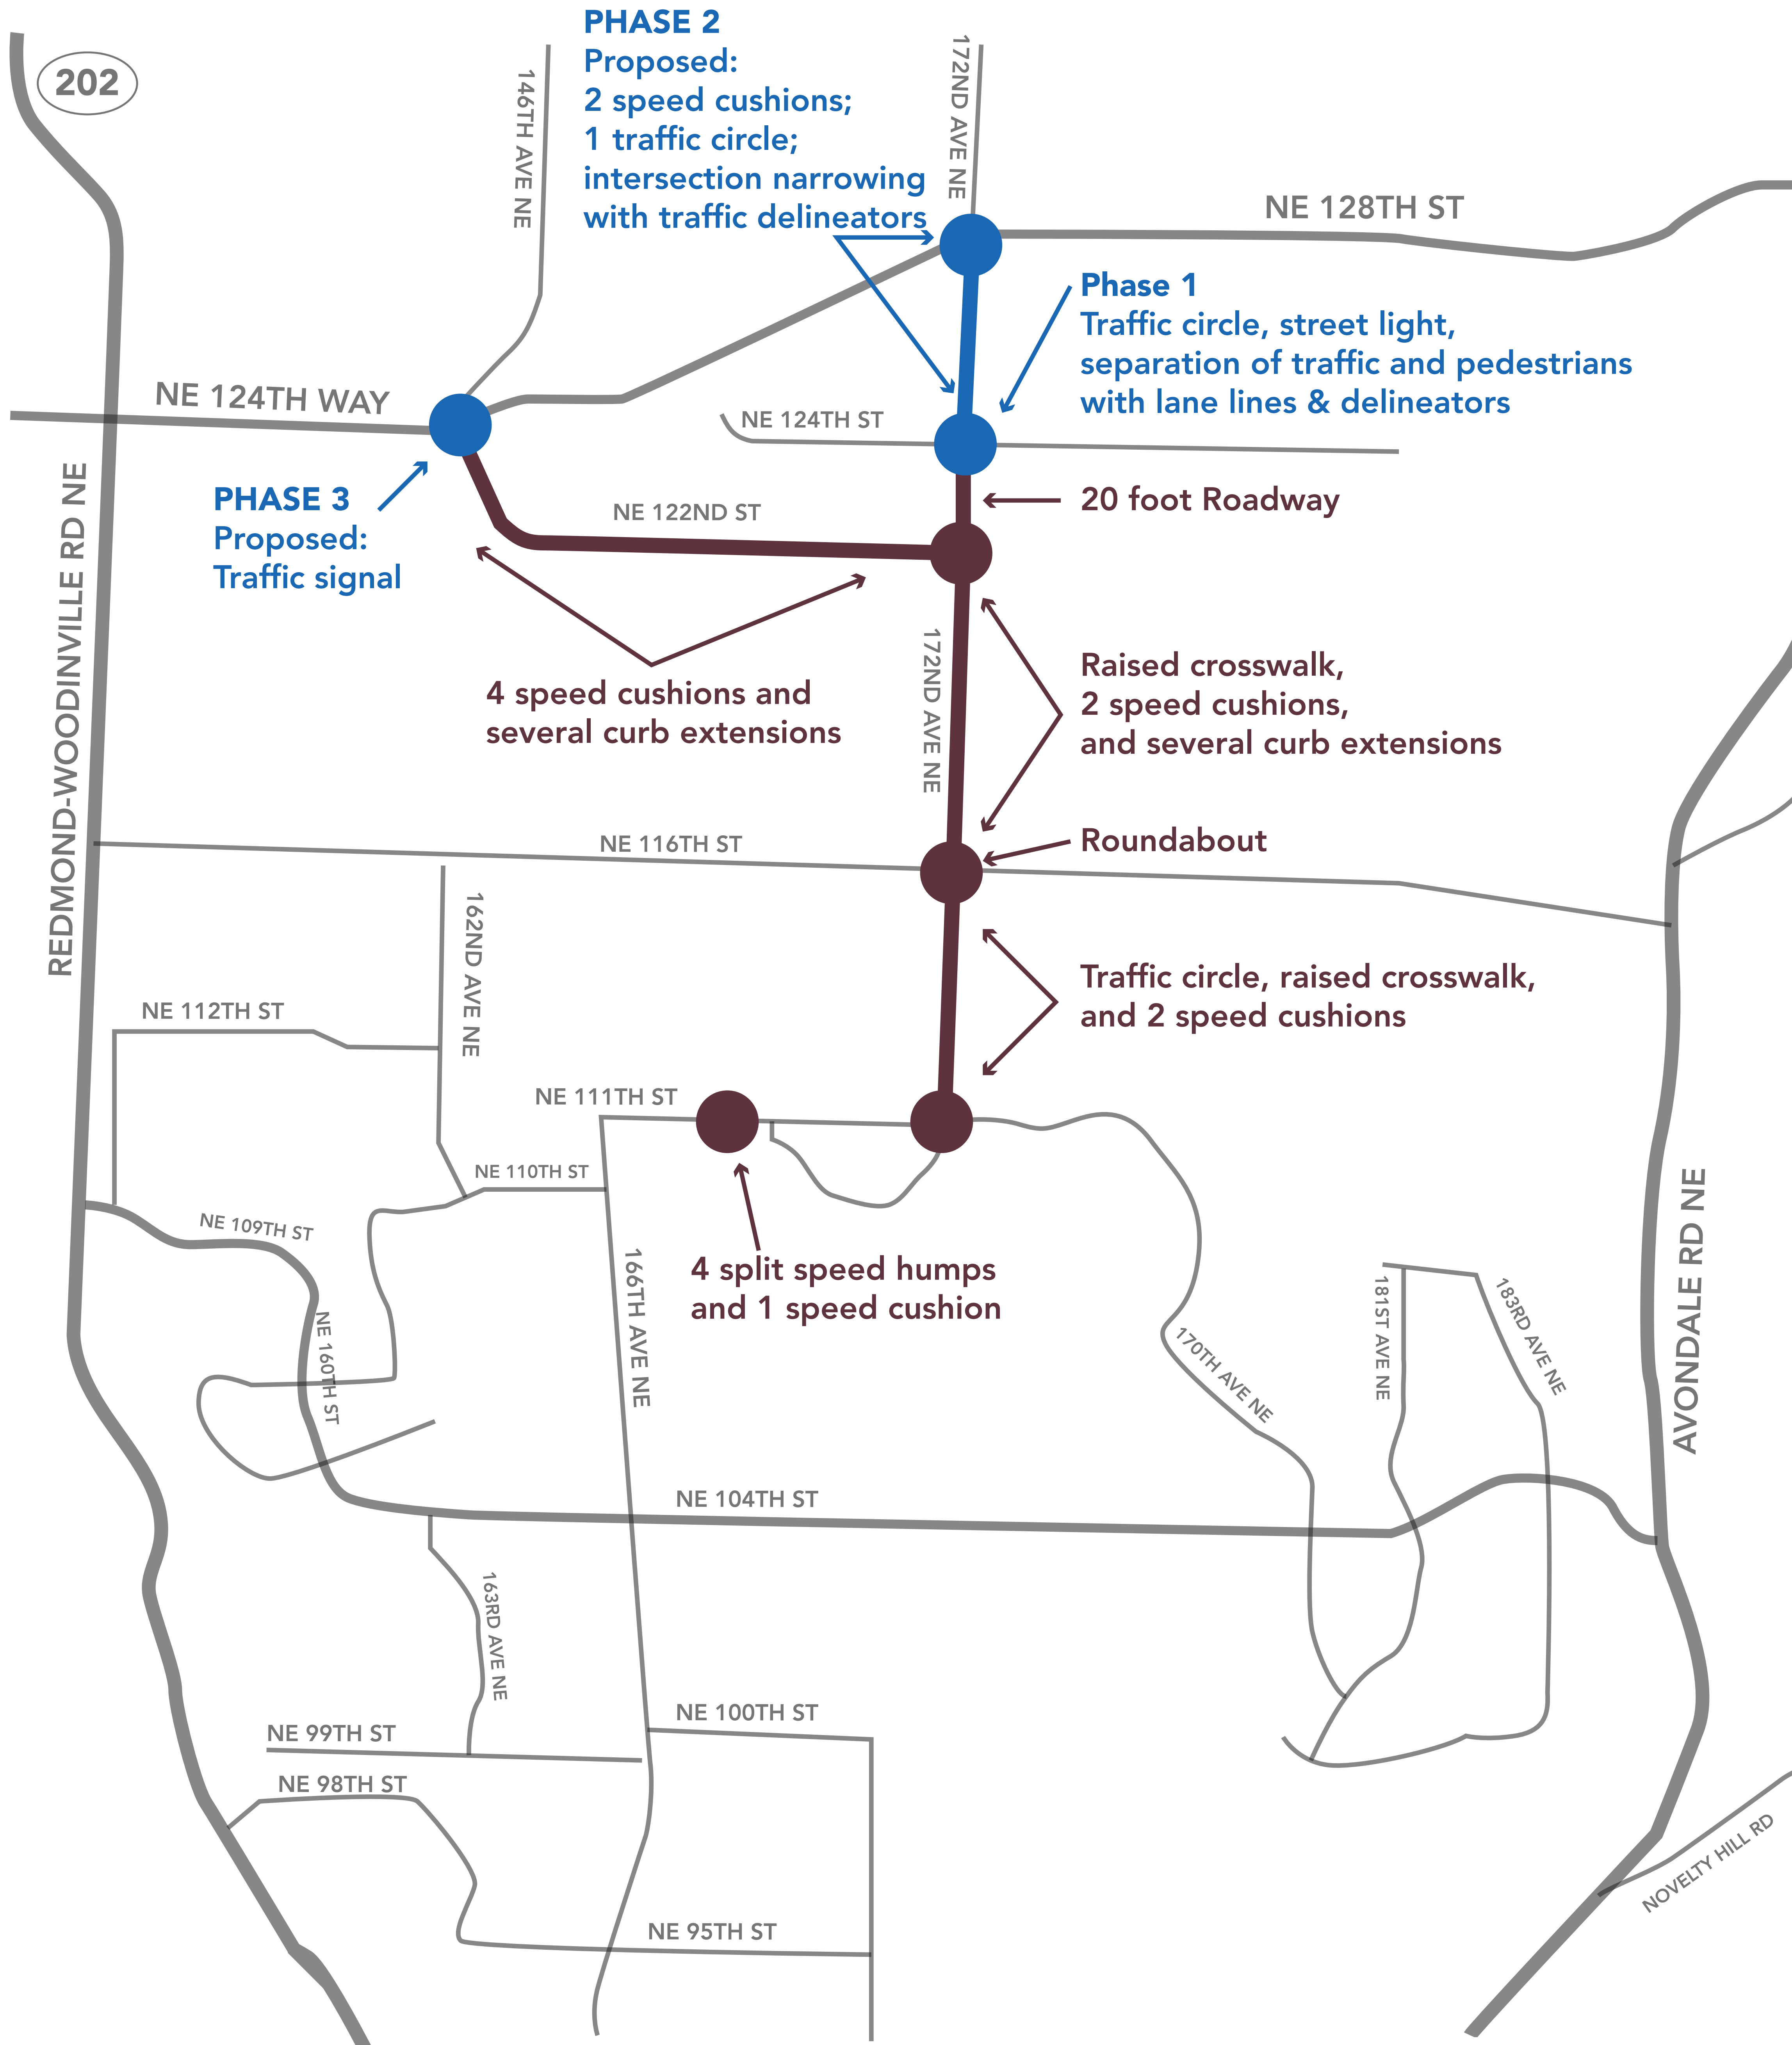 PHASE 2
Proposed:
2 speed cushions;
1 traffic circle;
intersection narrowing
with traffic delineators
202
146TH AVE NE
172ND AVE NE
NE 128TH ST
Phase 1
Traffic circle, street light,
separation of traffic and pedestrians
with lane lines & delineators
NE 124TH WAY
NE 124TH ST
PHASE 3
Proposed:
Traffic signal
NE 122ND ST
20 foot Roadway
REDMOND-WOODINVILLE RD NE
4 speed cushions and
several curb extensions
172ND AVE NE
Raised crosswalk,
2 speed cushions,
and several curb extensions
NE 116TH ST
Roundabout
162ND AVE NE
Traffic circle, raised crosswalk,
and 2 speed cushions
NE 112TH ST
NE 111TH ST
NE 110TH ST
NE 109TH ST
4 split speed humps
and 1 speed cushion
166TH AVE NE
NE 160TH ST
170TH AVE NE
181ST AVE NE
183RD AVE NE
AVONDALE RD NE
NE 104TH ST
163RD AVE NE
NE 100TH ST
NE 99TH ST
NE 98TH ST
NE 95TH ST
NOVELTY HILL RD